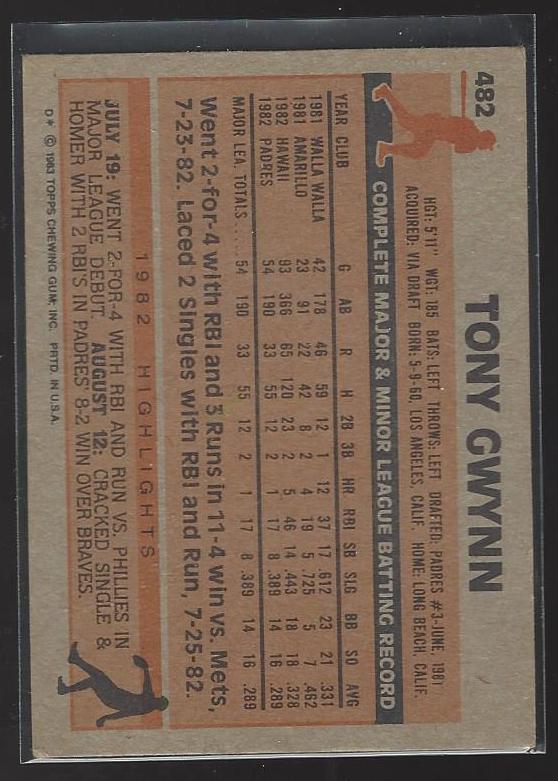 482
TONY GWYNN
HGT: 5'11" WGT: 185 BATS: LEFT THROWS: LEFT DRAFTED: PADRES #3-JUNE, 1981
ACQUIRED: VIA DRAFT BORN: 5-9-60, LOS ANGELES, CALIF. HOME: LONG BEACH, CALIF.
COMPLETE MAJOR & MINOR LEAGUE BATTING RECORD
YEAR CLUB G AB R H 2B 3B HR RBI SB SLG BB SO AVG
1981 WALLA WALLA 42 178 46 59 12 1 12 37 17 .612 23 21 .331
1981 AMARILLO 23 91 22 42 8 2 4 19 5 .725 5 7 .462
1982 HAWAII 93 366 65 120 23 2 5 46 14 .443 18 18 .328
1982 PADRES 54 190 33 55 12 2 1 17 8 .389 14 16 .289
MAJOR LEA. TOTALS..... 54 190 33 55 12 2 1 17 8 .389 14 16 .289
Went 2-for-4 with RBI and 3 Runs in 11-4 win vs. Mets,
7-23-82. Laced 2 Singles with RBI and Run, 7-25-82.
1982 HIGHLIGHTS
JULY 19: WENT 2-FOR-4 WITH RBI AND RUN VS. PHILLIES IN
MAJOR LEAGUE DEBUT. AUGUST 12: CRACKED SINGLE &
HOMER WITH 2 RBI'S IN PADRES' 8-2 WIN OVER BRAVES.
D* © 1983 TOPPS CHEWING GUM, INC. PRTD. IN U.S.A.